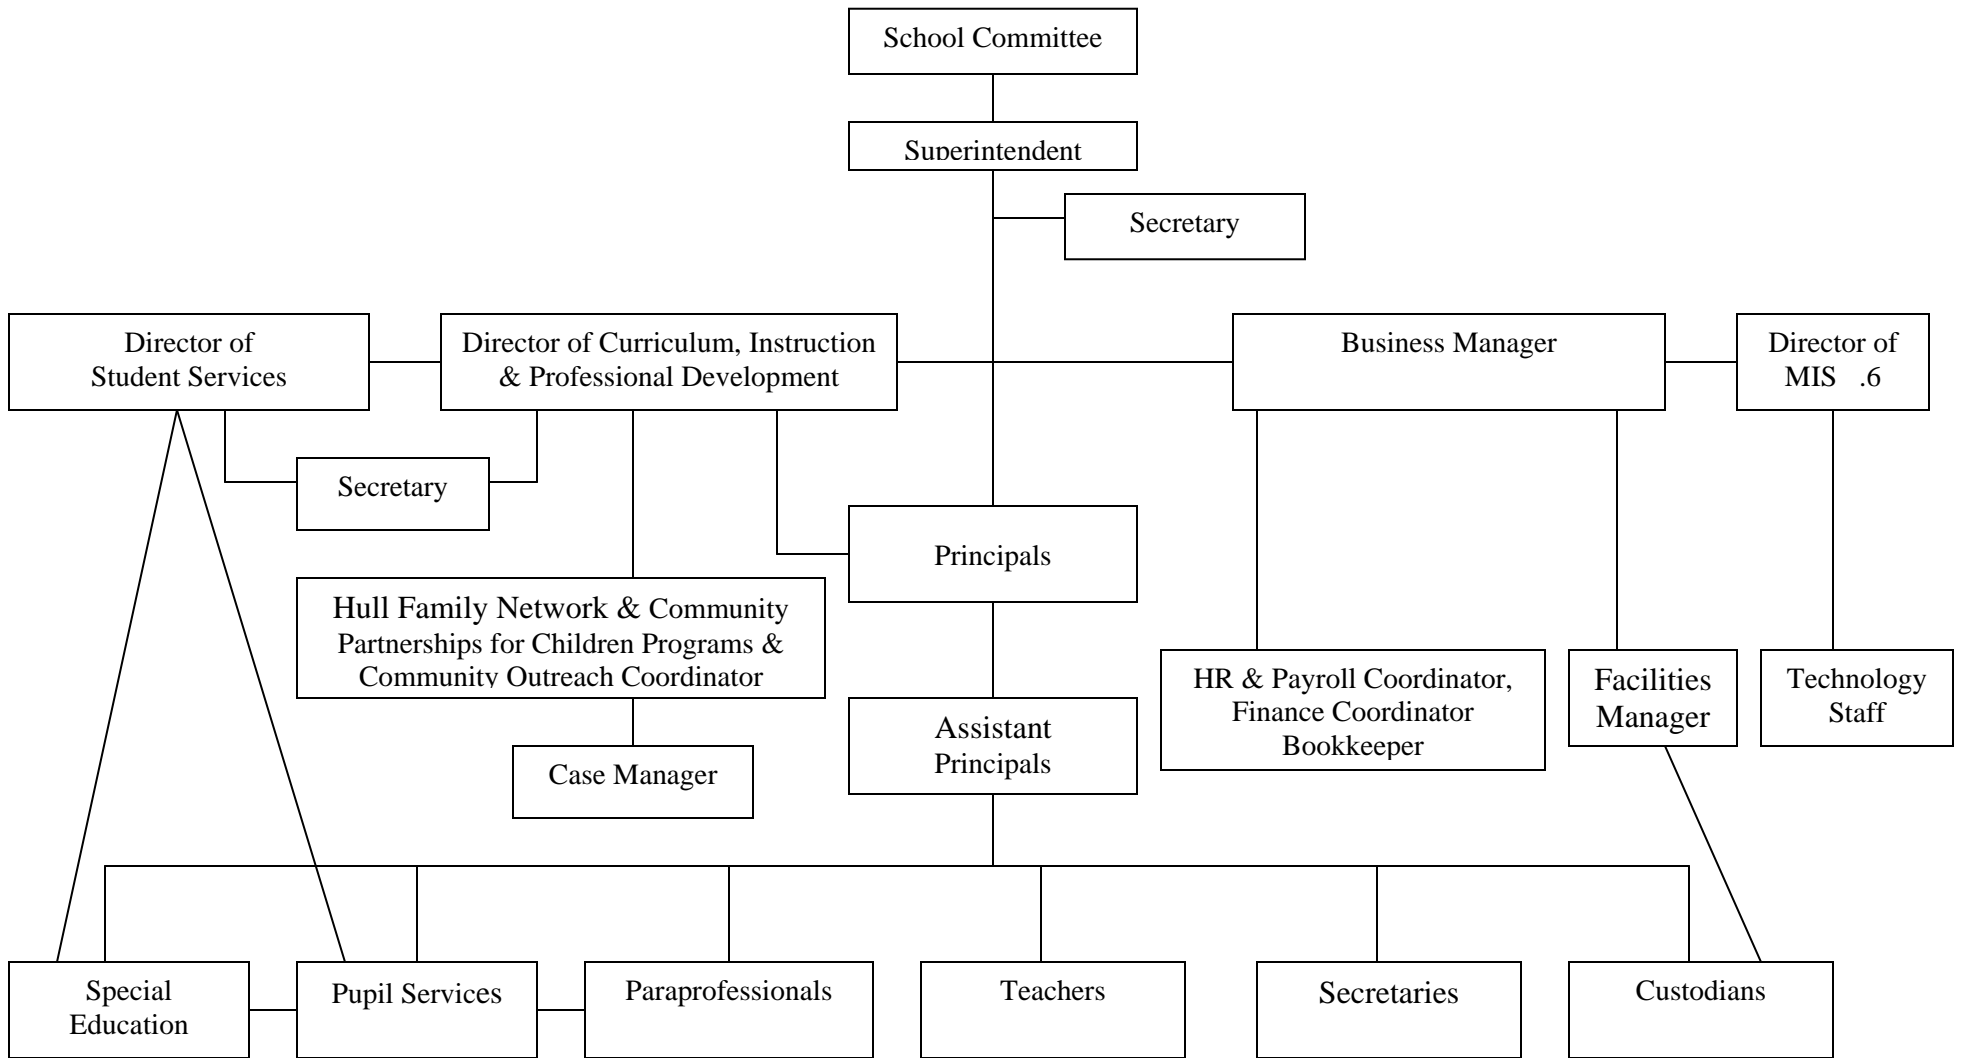 School Committee
Superintendent
Secretary
Director of
Student Services
Director of Curriculum, Instruction
& Professional Development
Business Manager
Director of
MIS .6
Secretary
Principals
Hull Family Network & Community
Partnerships for Children Programs &
Community Outreach Coordinator
HR & Payroll Coordinator,
Finance Coordinator
Bookkeeper
Facilities
Manager
Technology
Staff
Assistant
Principals
Case Manager
Special
Education
Pupil Services
Paraprofessionals
Teachers
Secretaries
Custodians